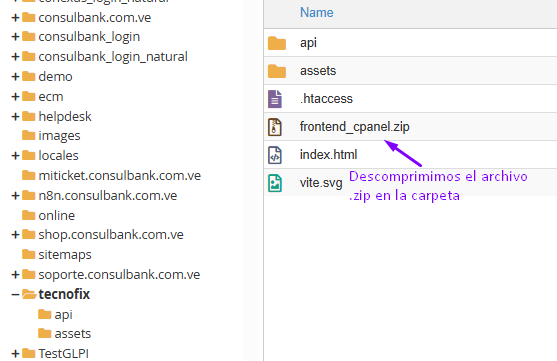 conexus_login_natural
consulbank.com.ve
consulbank_login
consulbank_login_natural
demo
ecm
helpdesk
images
locales
miticket.consulbank.com.ve
n8n.consulbank.com.ve
online
shop.consulbank.com.ve
sitemaps
soporte.consulbank.com.ve
tecnofix
api
assets
TestGLPI
Name
api
assets
.htaccess
frontend_cpanel.zip
index.html
vite.svg
Descomprimimos el archivo
.zip en la carpeta